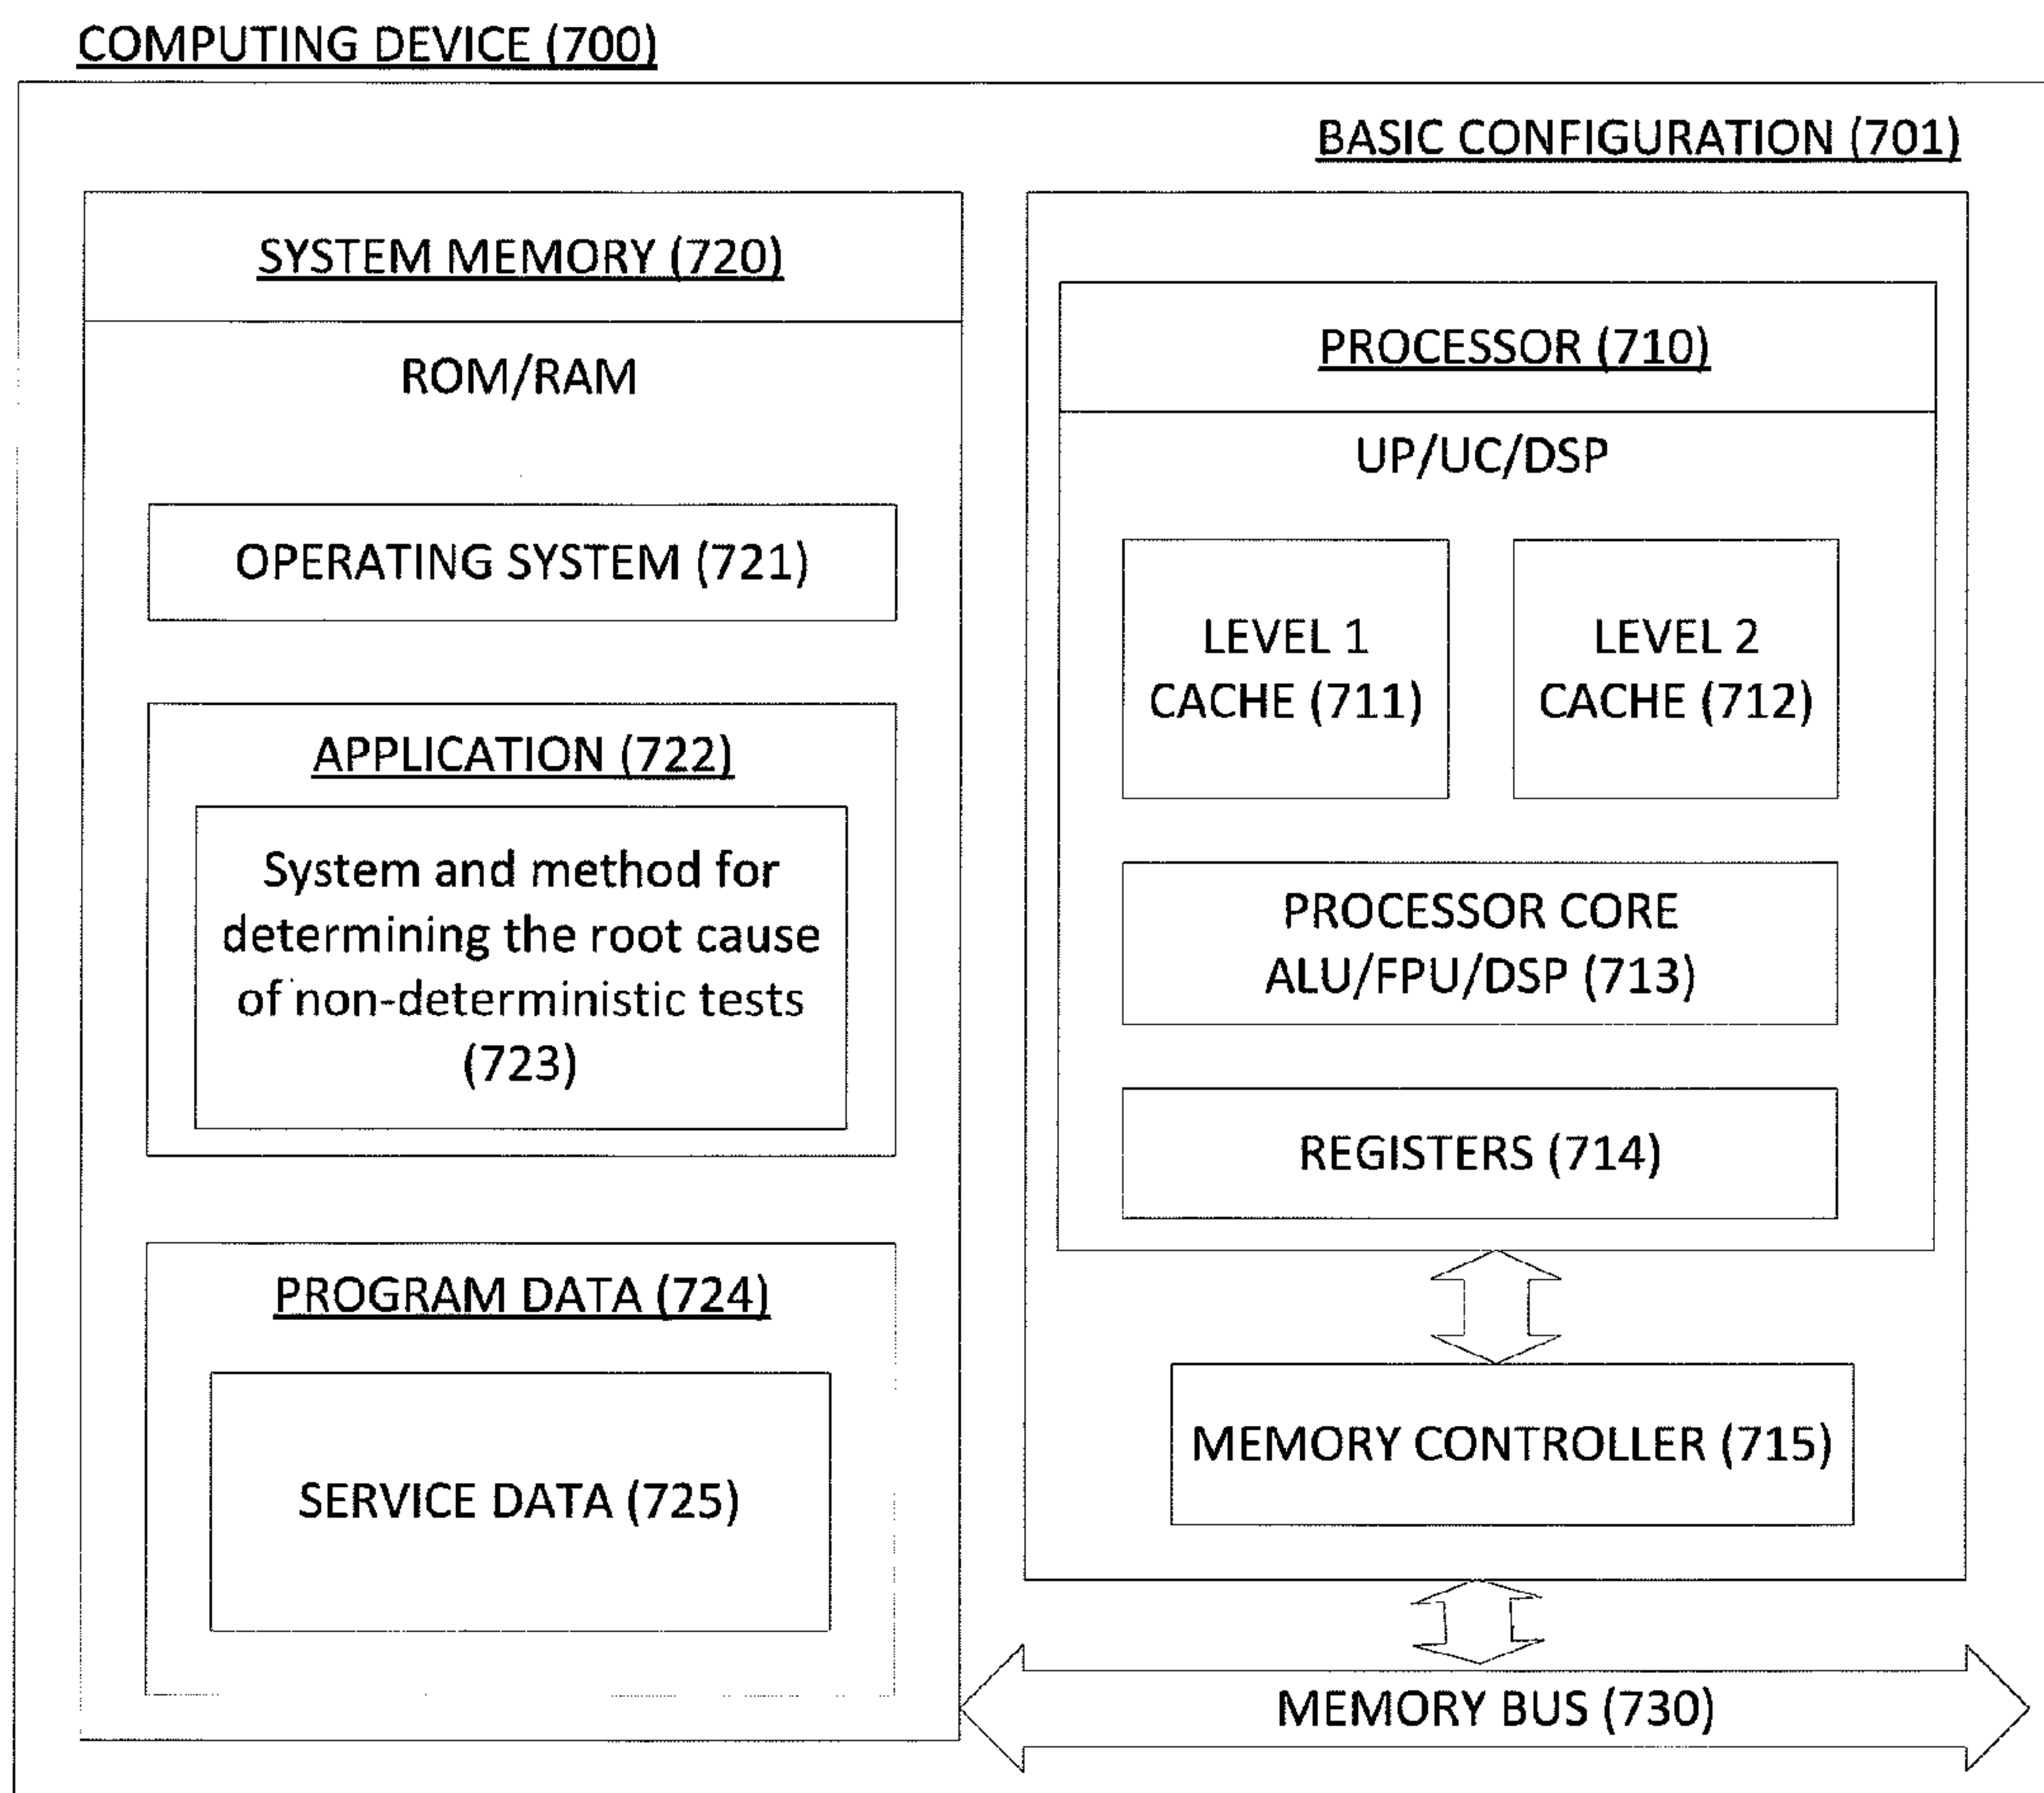 COMPUTING DEVICE (700)
BASIC CONFIGURATION (701)
SYSTEM MEMORY (720)
ROM/RAM
OPERATING SYSTEM (721)
APPLICATION (722)
System and method for
determining the root cause
of non-deterministic tests
(723)
PROGRAM DATA (724)
SERVICE DATA (725)
PROCESSOR (710)
UP/UC/DSP
LEVEL 1
CACHE (711)
LEVEL 2
CACHE (712)
PROCESSOR CORE
ALU/FPU/DSP (713)
REGISTERS (714)
MEMORY CONTROLLER (715)
MEMORY BUS (730)